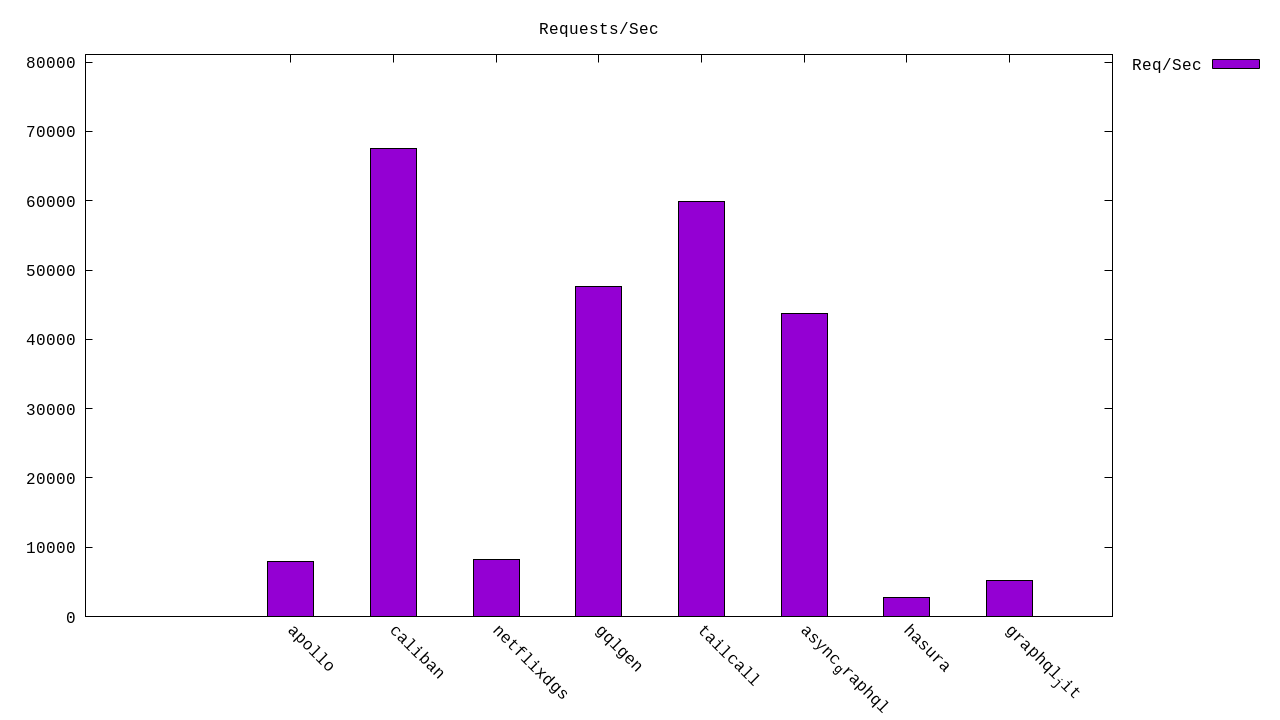 Requests/Sec
Req/Sec
80000
70000
60000
50000
40000
30000
20000
10000
0
apollo
caliban
netflixdgs
gqlgen
tailcall
async_graphql
hasura
graphql_jit